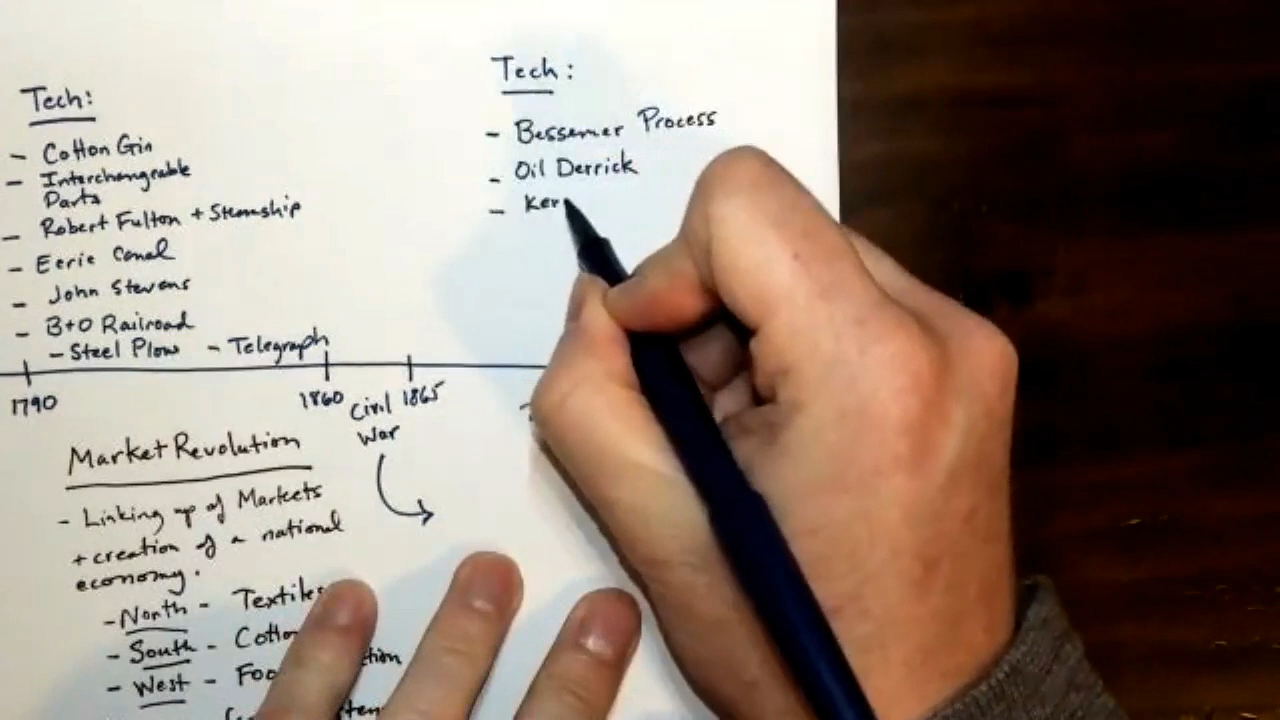 Tech:
- Cotton Gin
- Interchangeable
Parts
- Robert Fulton + Steamship
- Eerie Canal
- John Stevens
- B+O Railroad
- Steel Plow - Telegraph
1790
1860
1865
Civil
War
Market Revolution
- Linking up of Markets
+ creation of a national
economy.
- North - Textiles
- South -
- West -
Tech:
- Bessemer Process
- Oil Derrick
- Ker